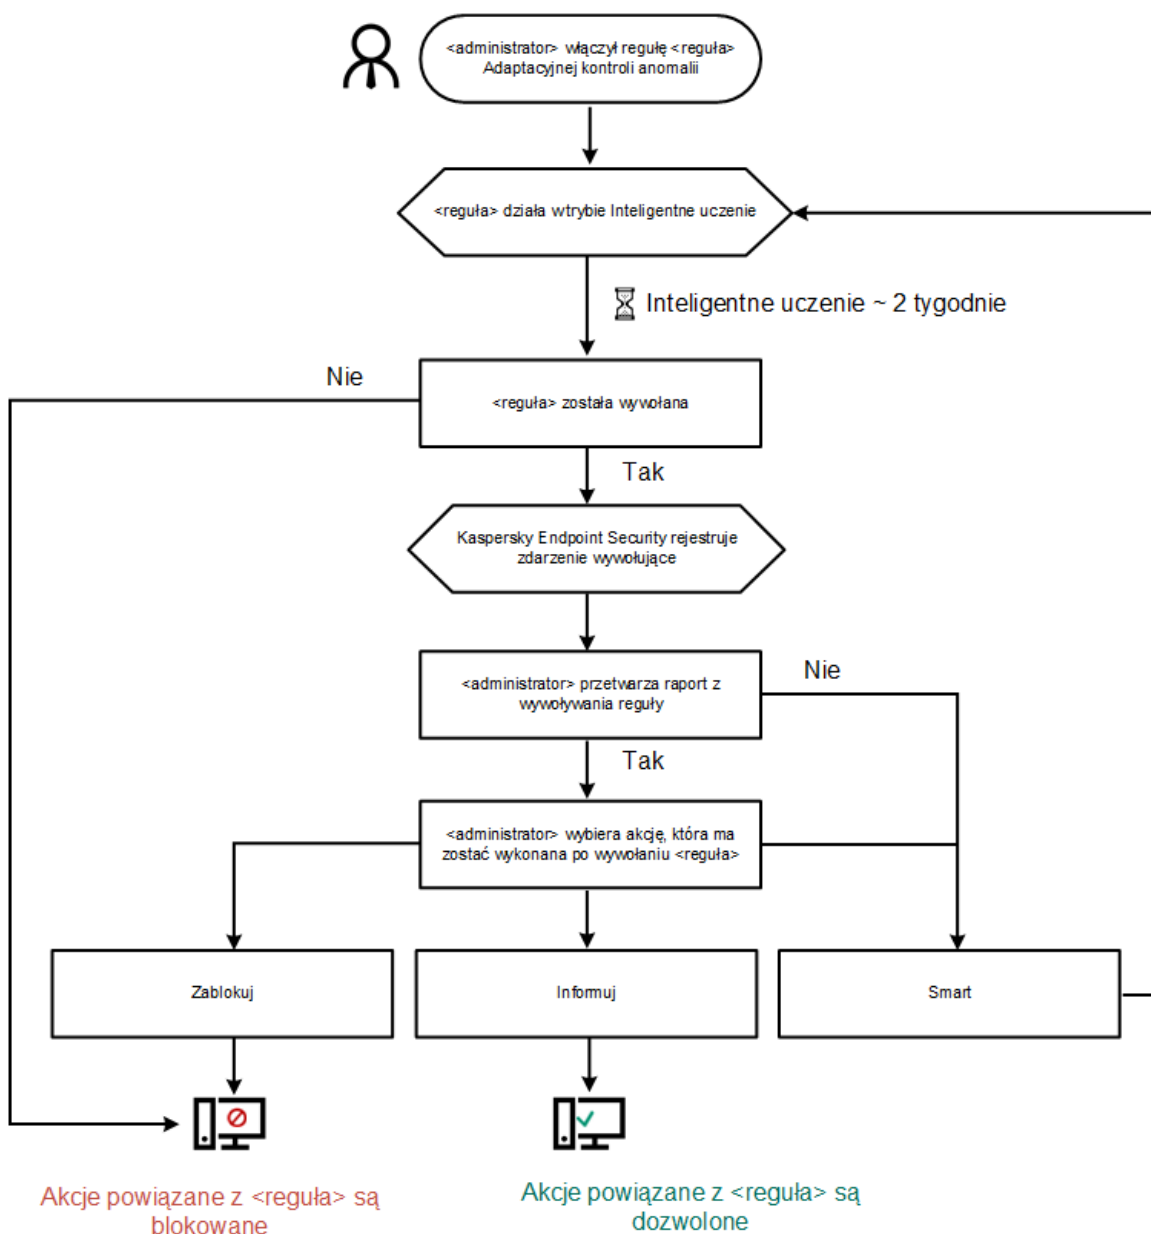 <administrator> włączył regułę <reguła>
Adaptacyjnej kontroli anomalii
<reguła> działa wtrybie Inteligentne uczenie
Inteligentne uczenie ~ 2 tygodnie
Nie
<reguła> została wywołana
Tak
Kaspersky Endpoint Security rejestruje
zdarzenie wywołujące
Nie
<administrator> przetwarza raport z
wywoływania reguły
Tak
<administrator> wybiera akcję, która ma
zostać wykonana po wywołaniu <reguła>
Zablokuj
Informuj
Smart
Akcje powiązane z <reguła> są
blokowane
Akcje powiązane z <reguła> są
dozwolone